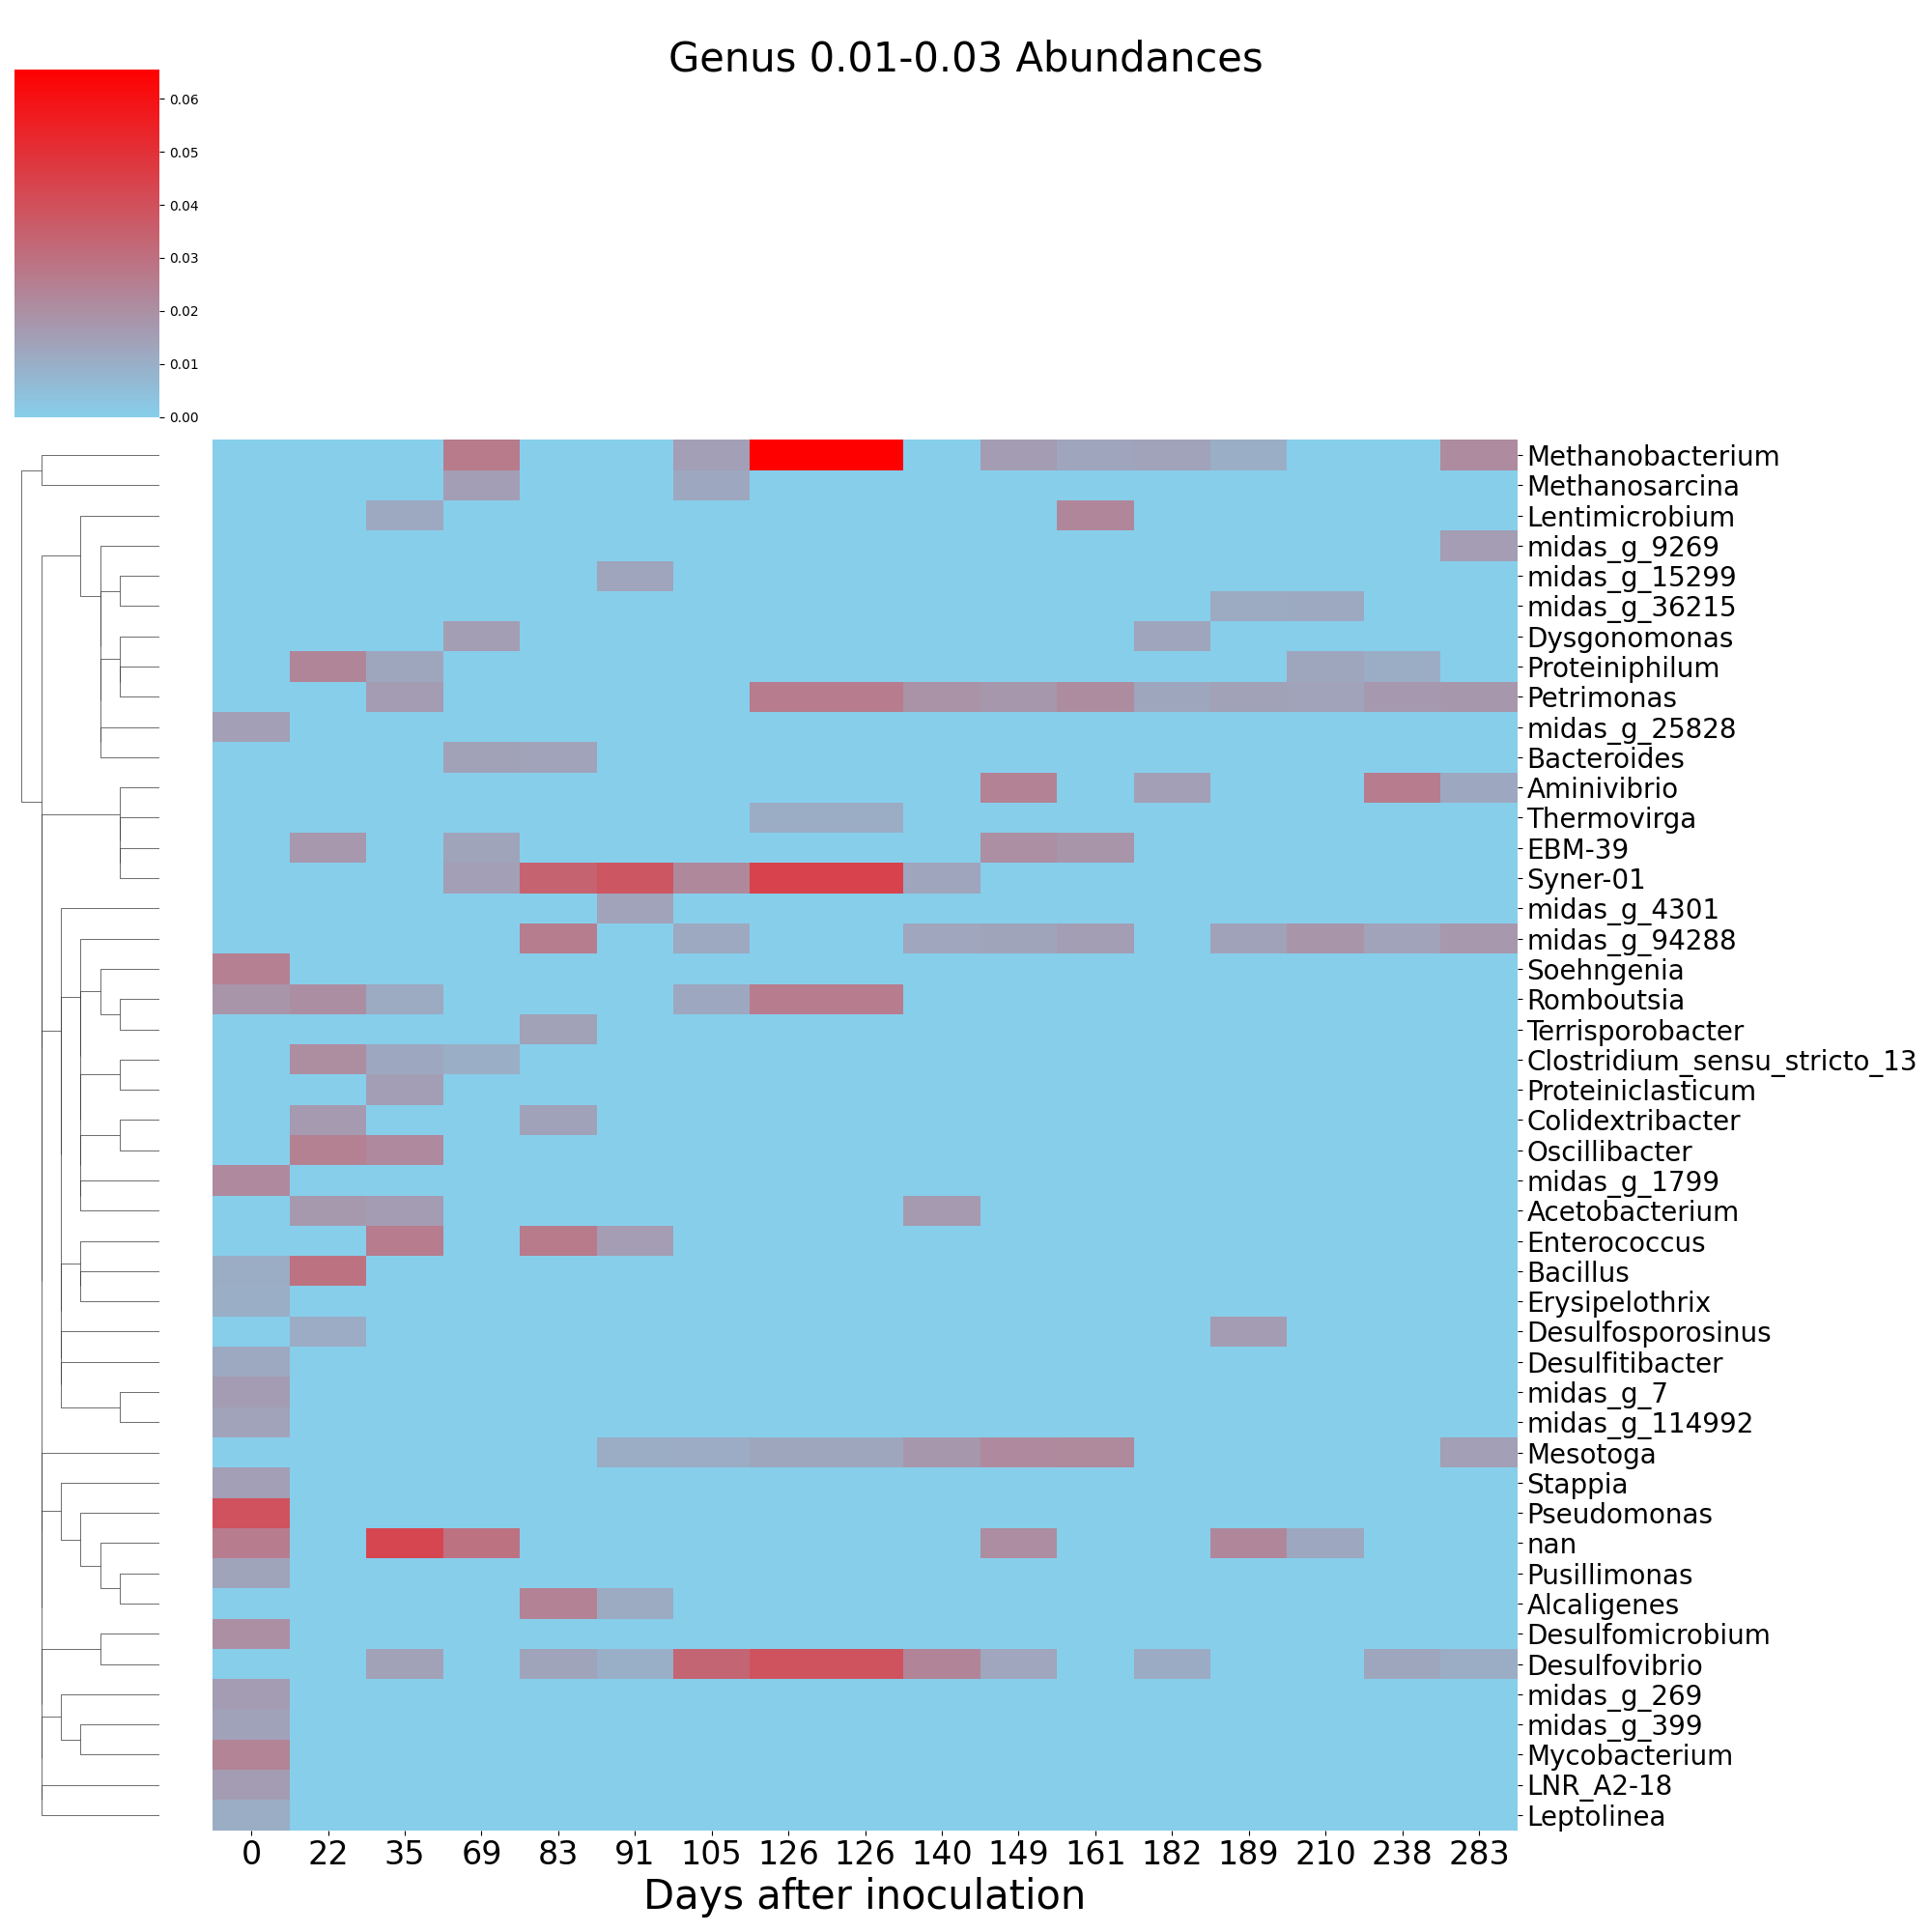 Genus 0.01-0.03 Abundances
0.06
0.05
0.04
0.03
0.02
0.01
0.00
Methanobacterium
Methanosarcina
Lentimicrobium
midas_g_9269
midas_g_15299
midas_g_36215
Dysgonomonas
Proteiniphilum
Petrimonas
midas_g_25828
Bacteroides
Aminivibrio
Thermovirga
EBM-39
Syner-01
midas_g_4301
midas_g_94288
Soehngenia
Romboutsia
Terrisporobacter
Clostridium_sensu_stricto_13
Proteiniclasticum
Colidextribacter
Oscillibacter
midas_g_1799
Acetobacterium
Enterococcus
Bacillus
Erysipelothrix
Desulfosporosinus
Desulfitibacter
midas_g_7
midas_g_114992
Mesotoga
Stappia
Pseudomonas
nan
Pusillimonas
Alcaligenes
Desulfomicrobium
Desulfovibrio
midas_g_269
midas_g_399
Mycobacterium
LNR_A2-18
Leptolinea
0 22 35 69 83 91 105 126 126 140 149 161 182 189 210 238 283
Days after inoculation